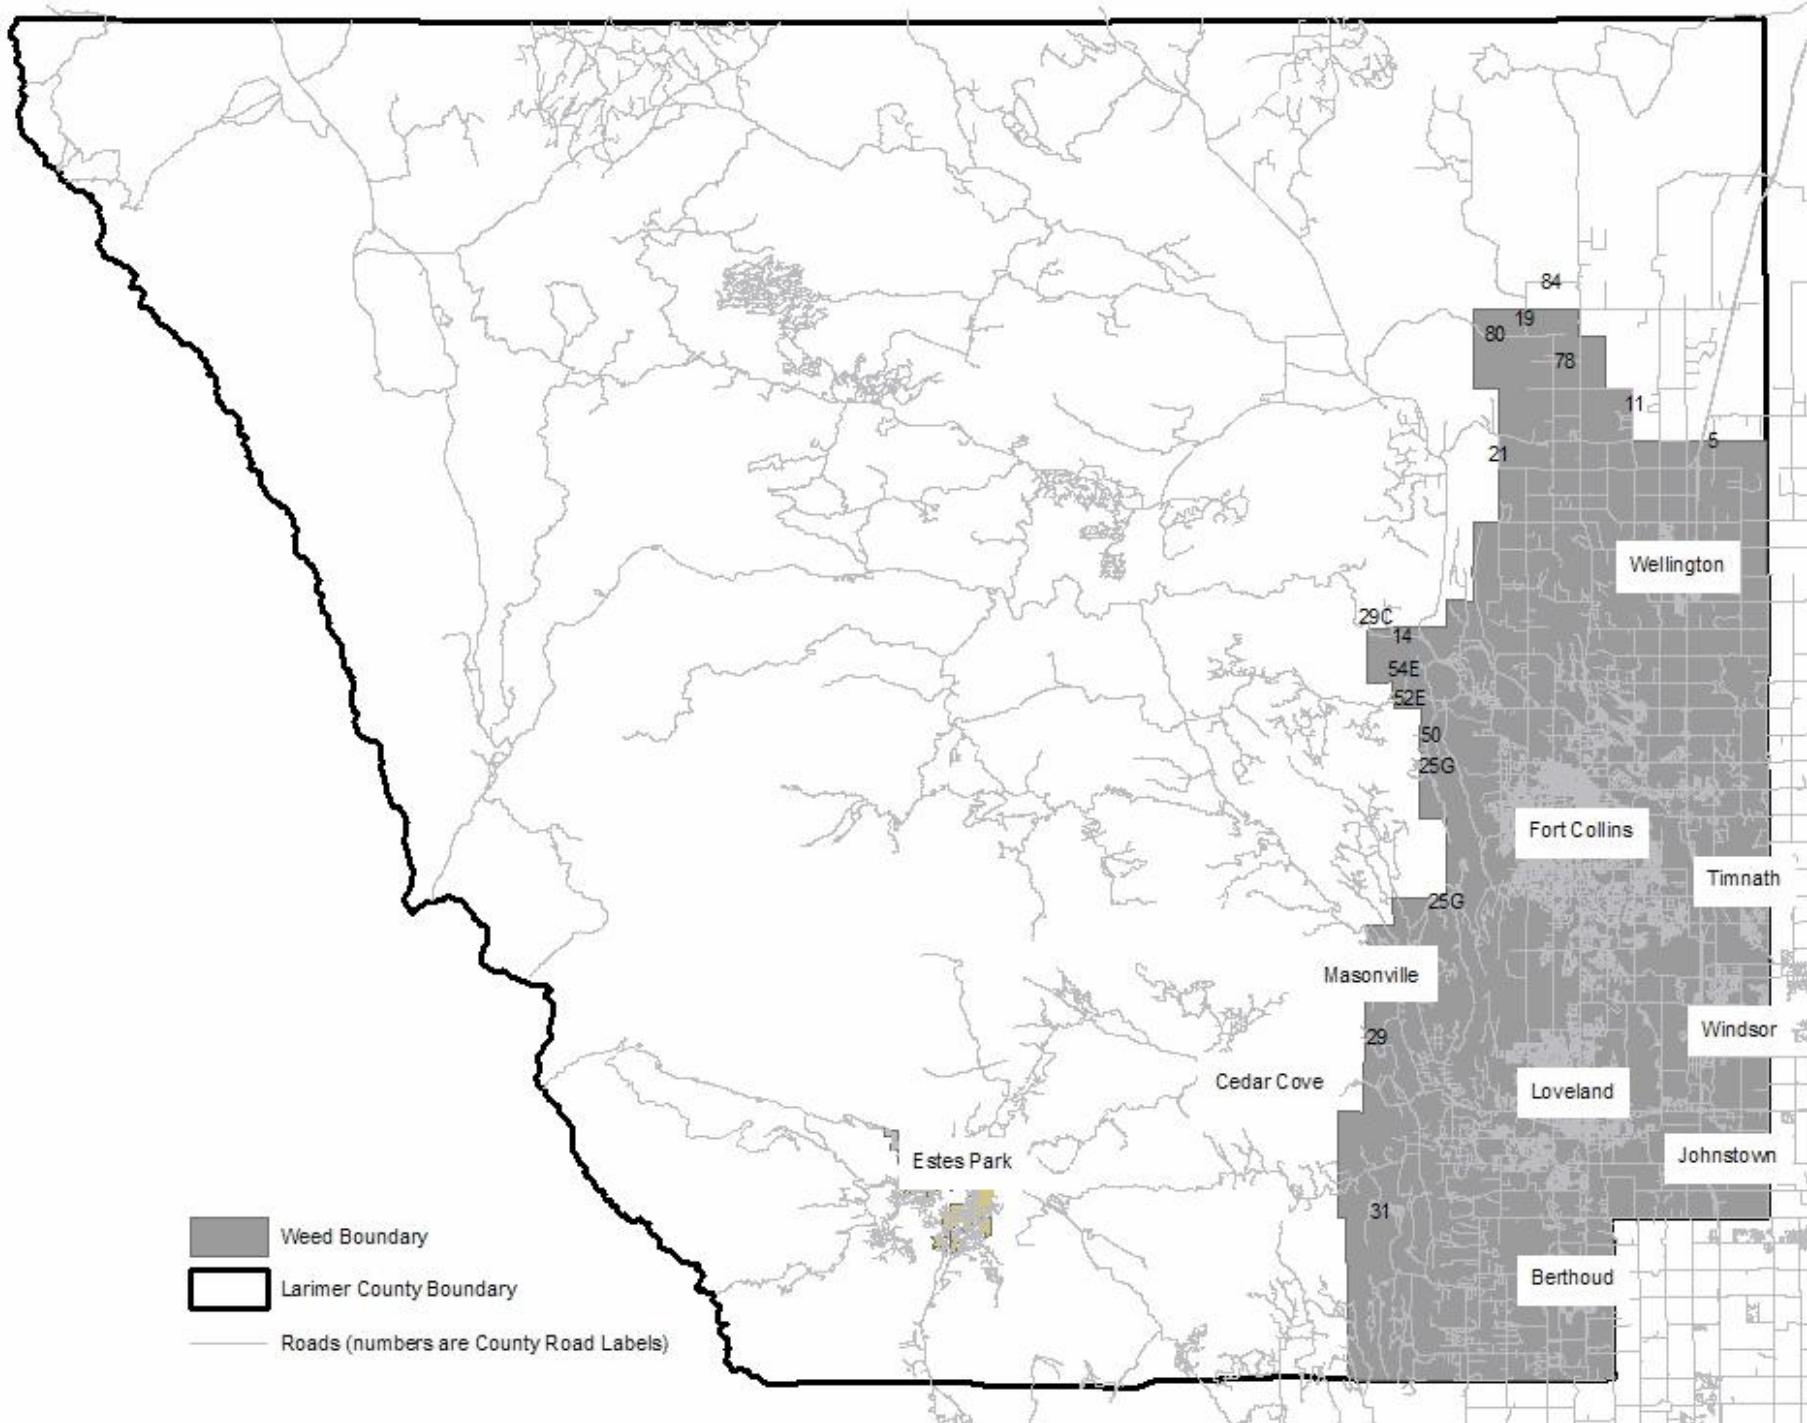 84
19
80
78
11
5
21
Wellington
29C
14
54E
52E
50
25G
Fort Collins
Timnath
25G
Masonville
Windsor
29
Cedar Cove
Loveland
Johnstown
Estes Park
31
Berthoud
Weed Boundary
Larimer County Boundary
Roads (numbers are County Road Labels)